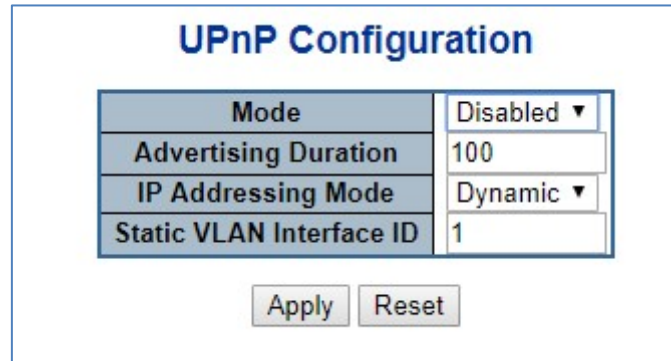 UPnP Configuration
Mode Disabled
Advertising Duration 100
IP Addressing Mode Dynamic
Static VLAN Interface ID 1
Apply Reset